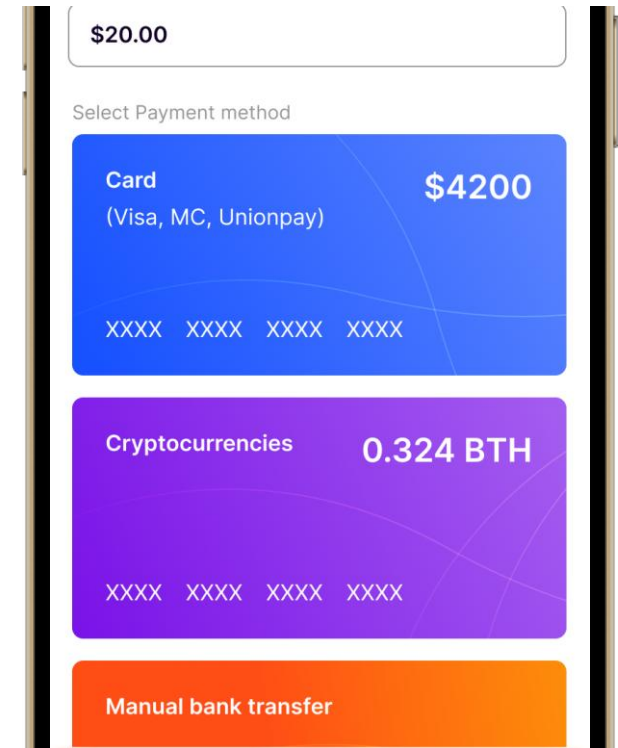 $20.00
Select Payment method
Card
$4200
(Visa, MC, Unionpay)
XXXX XXXX XXXX XXXX
Cryptocurrencies
0.324 BTH
XXXX XXXX XXXX XXXX
Manual bank transfer